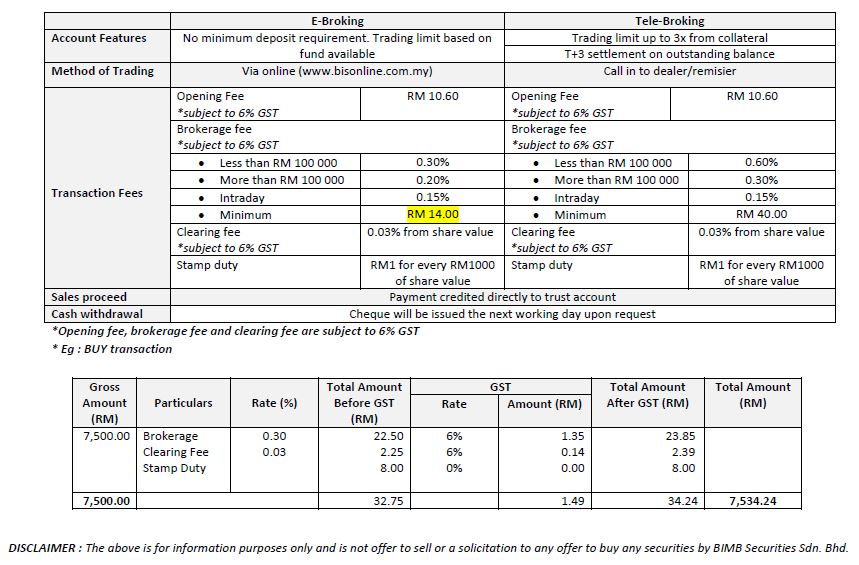 E-Broking Tele-Broking
Account Features No minimum deposit requirement. Trading limit based on fund available Trading limit up to 3x from collateral
T+3 settlement on outstanding balance
Method of Trading Via online (www.bisonline.com.my) Call in to dealer/remisier
Transaction Fees
Opening Fee RM 10.60 Opening Fee RM 10.60
*subject to 6% GST *subject to 6% GST
Brokerage fee Brokerage fee
*subject to 6% GST *subject to 6% GST
• Less than RM 100 000 0.30% • Less than RM 100 000 0.60%
• More than RM 100 000 0.20% • More than RM 100 000 0.30%
• Intraday 0.15% • Intraday 0.15%
• Minimum RM 14.00 • Minimum RM 40.00
Clearing fee 0.03% from share value Clearing fee 0.03% from share value
*subject to 6% GST *subject to 6% GST
Stamp duty RM1 for every RM1000 of share value Stamp duty RM1 for every RM1000 of share value
Sales proceed Payment credited directly to trust account
Cash withdrawal Cheque will be issued the next working day upon request
*Opening fee, brokerage fee and clearing fee are subject to 6% GST
* Eg : BUY transaction
Gross Amount (RM) Particulars Rate (%) Total Amount Before GST (RM) GST Total Amount After GST (RM) Total Amount (RM)
Rate Amount (RM)
7,500.00 Brokerage 0.30 22.50 6% 1.35 23.85
Clearing Fee 0.03 2.25 6% 0.14 2.39
Stamp Duty 8.00 0% 0.00 8.00
7,500.00 32.75 1.49 34.24 7,534.24
DISCLAIMER : The above is for information purposes only and is not offer to sell or a solicitation to any offer to buy any securities by BIMB Securities Sdn. Bhd.